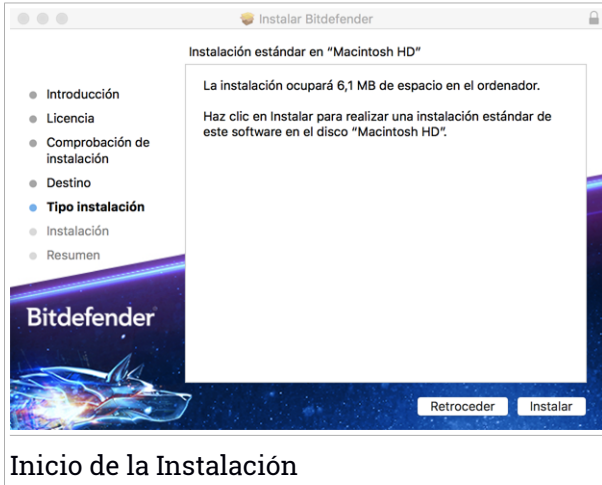 Instalar Bitdefender
Instalación estándar en “Macintosh HD”
Introducción
Licencia
Comprobación de
instalación
Destino
Tipo instalación
Instalación
Resumen
La instalación ocupará 6,1 MB de espacio en el ordenador.
Haz clic en Instalar para realizar una instalación estándar de
este software en el disco “Macintosh HD”.
Bitdefender
Retroceder
Instalar
Inicio de la Instalación